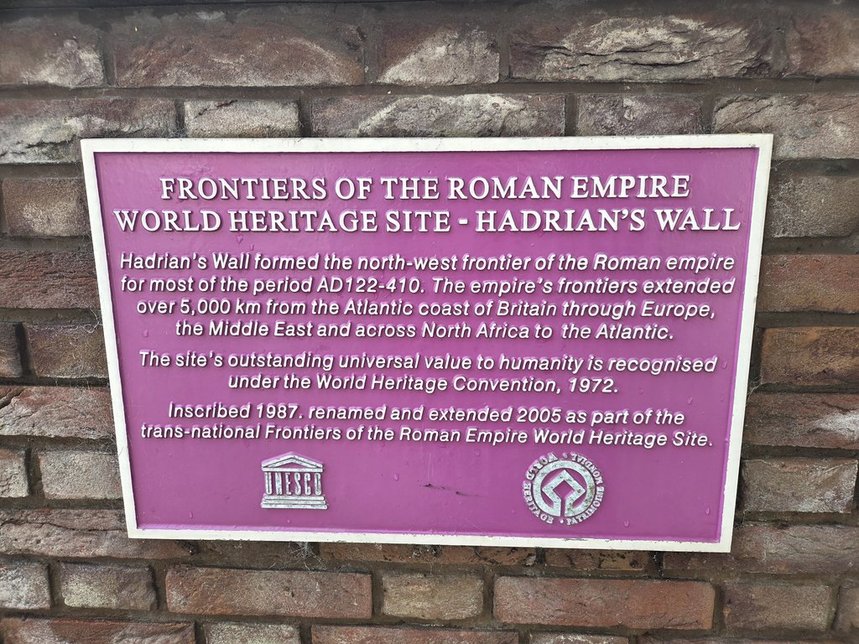 FRONTIERS OF THE ROMAN EMPIRE
WORLD HERITAGE SITE - HADRIAN'S WALL
Hadrian's Wall formed the north-west frontier of the Roman empire
for most of the period AD122-410. The empire's frontiers extended
over 5,000 km from the Atlantic coast of Britain through Europe,
the Middle East and across North Africa to the Atlantic.
The site's outstanding universal value to humanity is recognised
under the World Heritage Convention, 1972.
Inscribed 1987. renamed and extended 2005 as part of the
trans-national Frontiers of the Roman Empire World Heritage Site.
UNESCO
WORLD HERITAGE • PATRIMOINE MONDIAL •